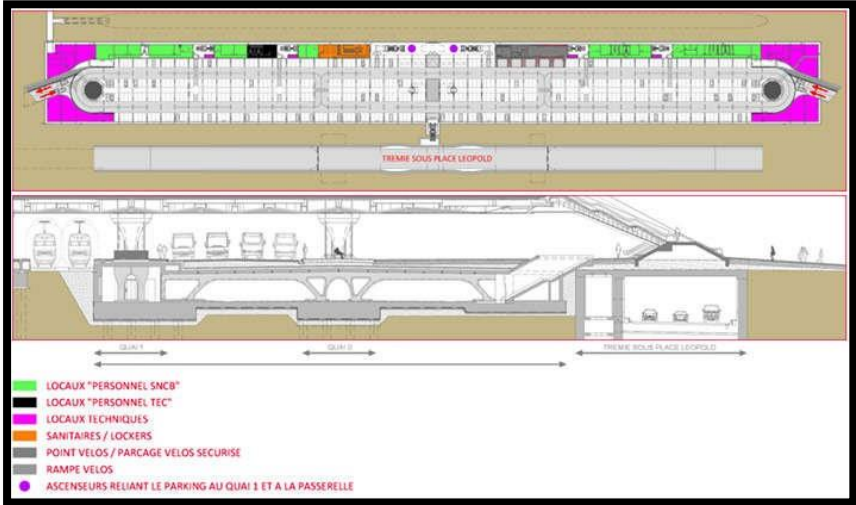 TREMIE SOUS PLACE LEOPOLD
QUAI 1
QUAI 0
TREMIE SOUS PLACE LEOPOLD
LOCAUX "PERSONNEL SNCB"
LOCAUX "PERSONNEL TEC"
LOCAUX TECHNIQUES
SANITAIRES / LOCKERS
POINT VELOS / PARCAGE VELOS SECURISE
RAMPE VELOS
ASCENSEURS RELIANT LE PARKING AU QUAI 1 ET A LA PASSERELLE